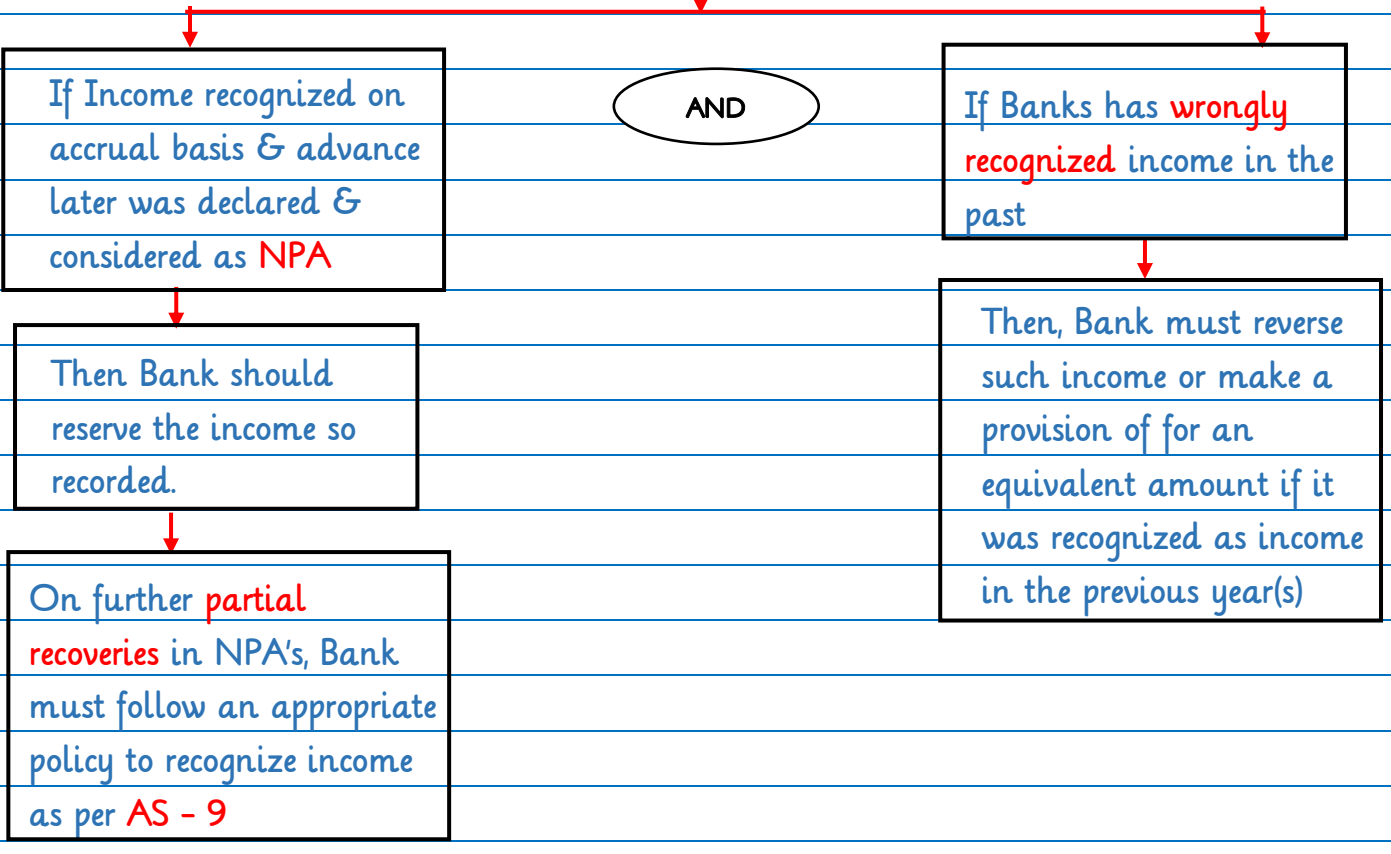 If Income recognized on
accrual basis & advance
later was declared &
considered as NPA
Then Bank should
reserve the income so
recorded.
On further partial
recoveries in NPA's, Bank
must follow an appropriate
policy to recognize income
as per AS - 9
AND
If Banks has wrongly
recognized income in the
past
Then, Bank must reverse
such income or make a
provision of for an
equivalent amount if it
was recognized as income
in the previous year(s)